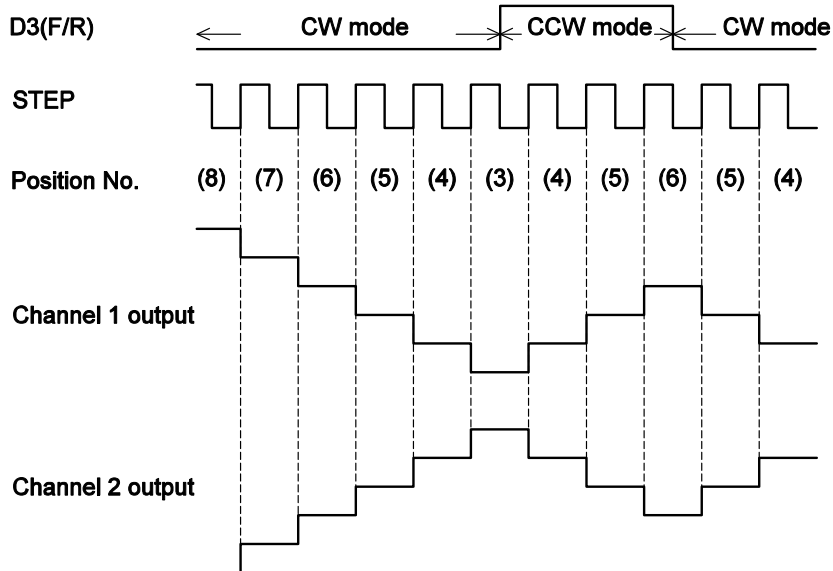 D3(F/R) CW mode CCW mode CW mode
STEP
Position No. (8) (7) (6) (5) (4) (3) (4) (5) (6) (5) (4)
Channel 1 output
Channel 2 output